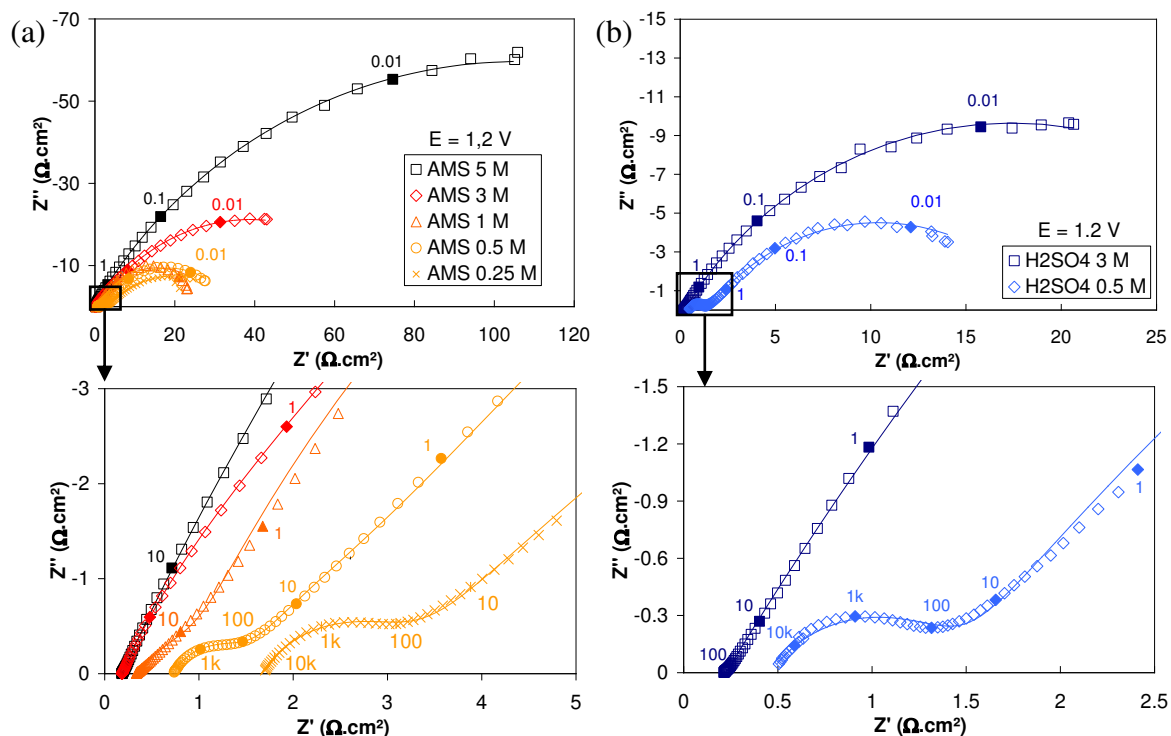 (a)
-70
-50
-30
-10
Z'' (Ω.cm²)
0.01
0.1
1
0.01
0.01
E = 1,2 V
AMS 5 M
AMS 3 M
AMS 1 M
AMS 0.5 M
AMS 0.25 M
0 20 40 60 80 100 120
Z' (Ω.cm²)
(b)
-15
-13
-11
-9
-7
-5
-3
-1
Z'' (Ω.cm²)
0.01
0.1
0.01
1
0.1
1
E = 1.2 V
H2SO4 3 M
H2SO4 0.5 M
0 5 10 15 20 25
Z' (Ω.cm²)
-3
-2
-1
0
Z'' (Ω.cm²)
1
1
10
1
10
10
100
10
1k
1k
100
10k
0 1 2 3 4 5
Z' (Ω.cm²)
-1.5
-1.2
-0.9
-0.6
-0.3
0
Z'' (Ω.cm²)
1
1
10
10
1k
100
10k
100
0 0.5 1 1.5 2 2.5
Z' (Ω.cm²)